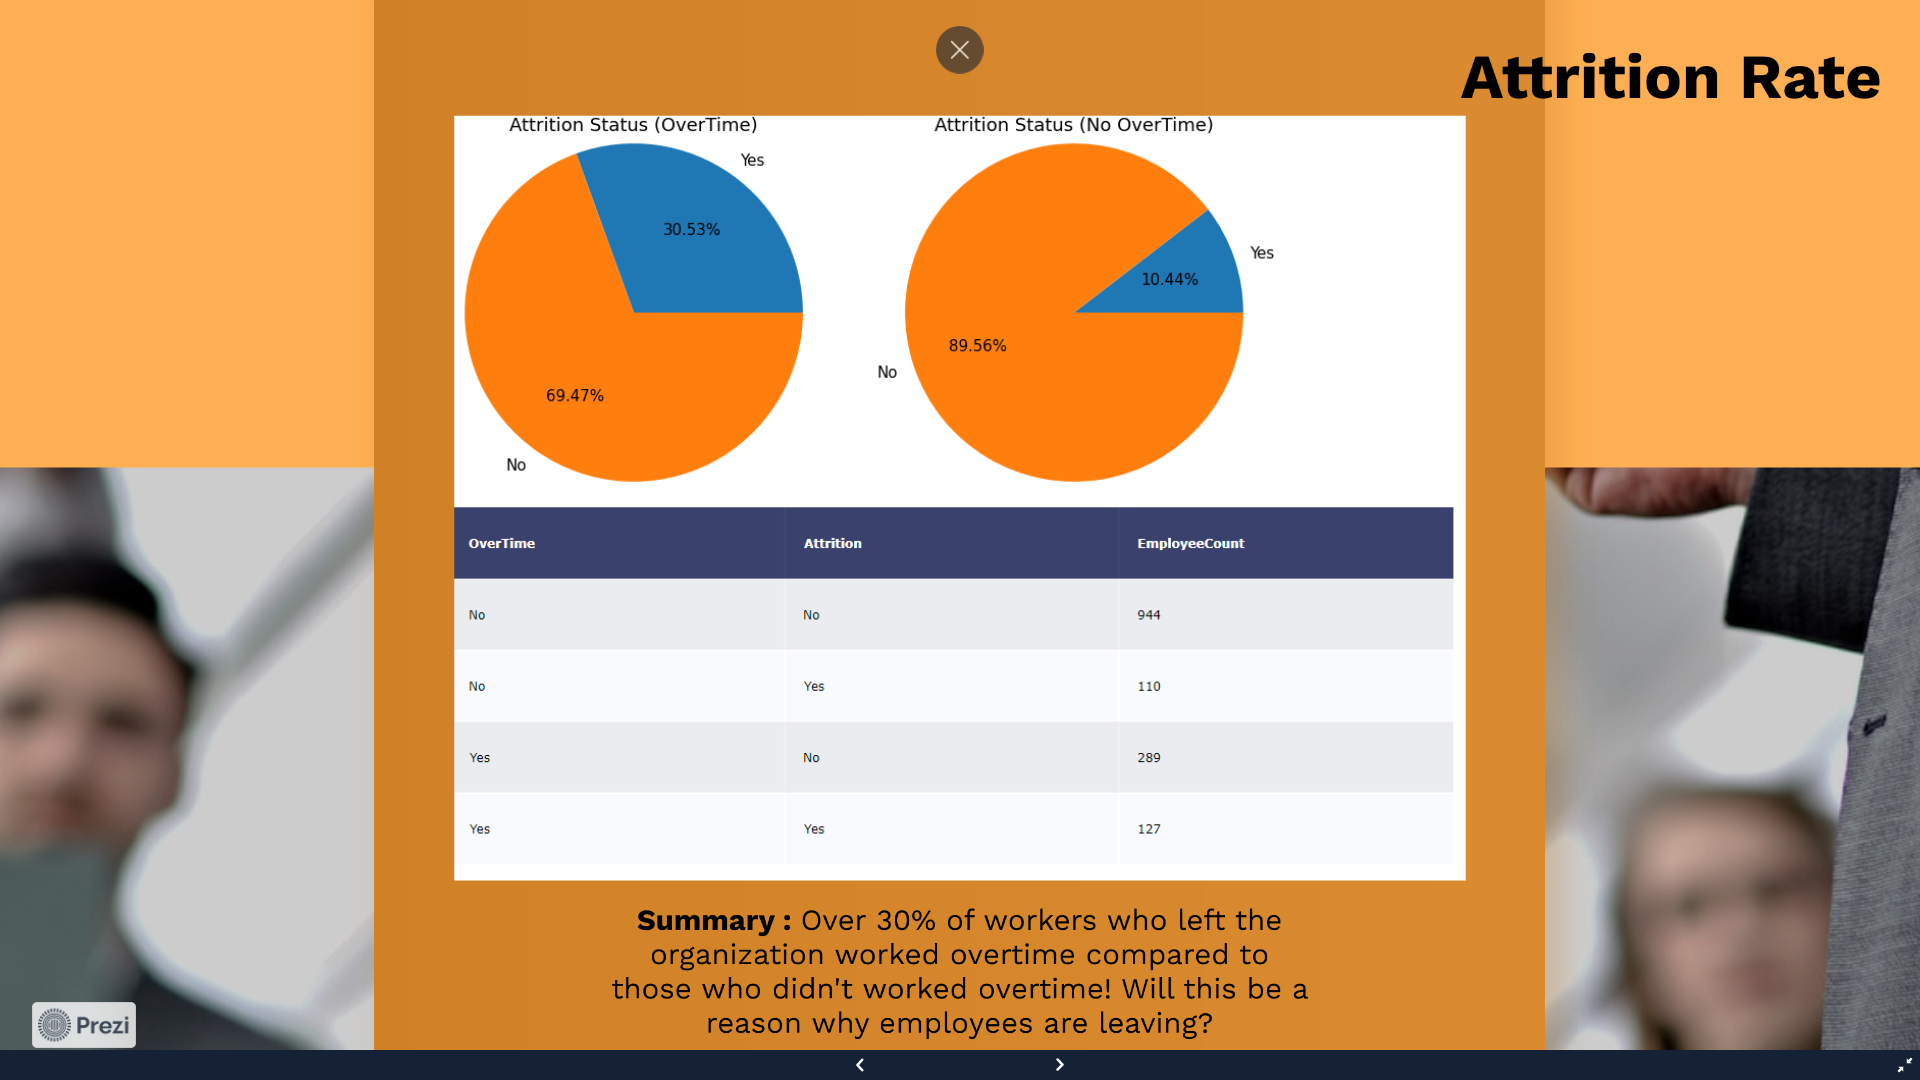 Attrition Rate
Attrition Status (OverTime)
Yes
30.53%
69.47%
No
Attrition Status (No OverTime)
Yes
10.44%
89.56%
No
OverTime Attrition EmployeeCount
No No 944
No Yes 110
Yes No 289
Yes Yes 127
Summary : Over 30% of workers who left the
organization worked overtime compared to
those who didn't worked overtime! Will this be a
reason why employees are leaving?
Prezi